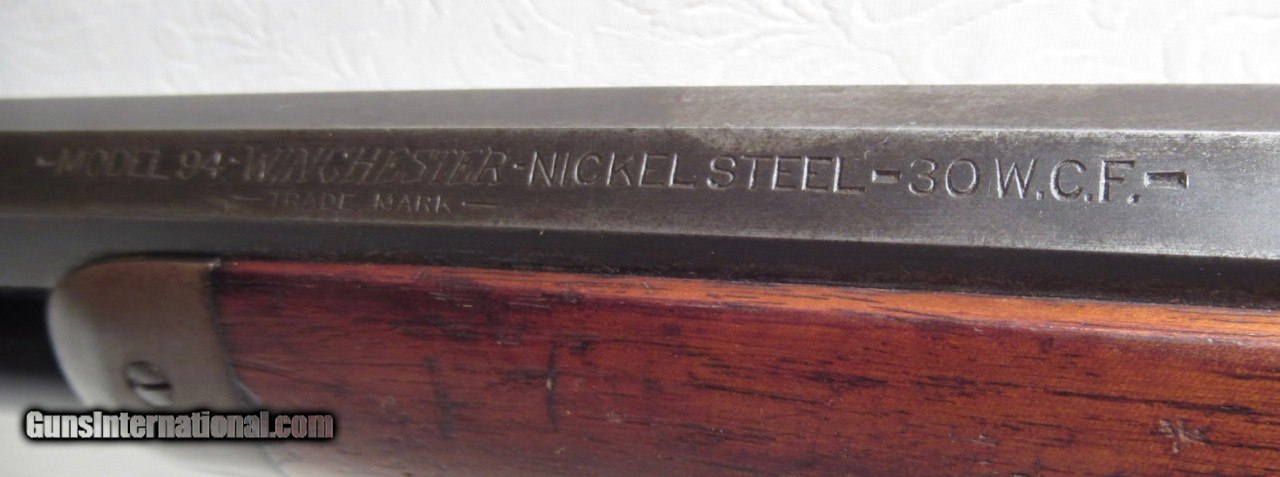 -MODEL 94-WINCHESTER-NICKEL STEEL-30 W.C.F.-
-TRADE MARK-
GunsInternational.com